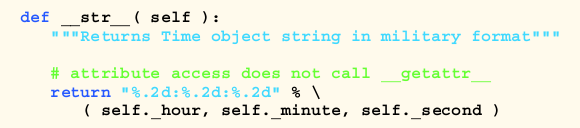 def __str__( self ):
"""Returns Time object string in military format"""
# attribute access does not call __getattr__
return "%.2d:%.2d:%.2d" % \
( self._hour, self._minute, self._second )